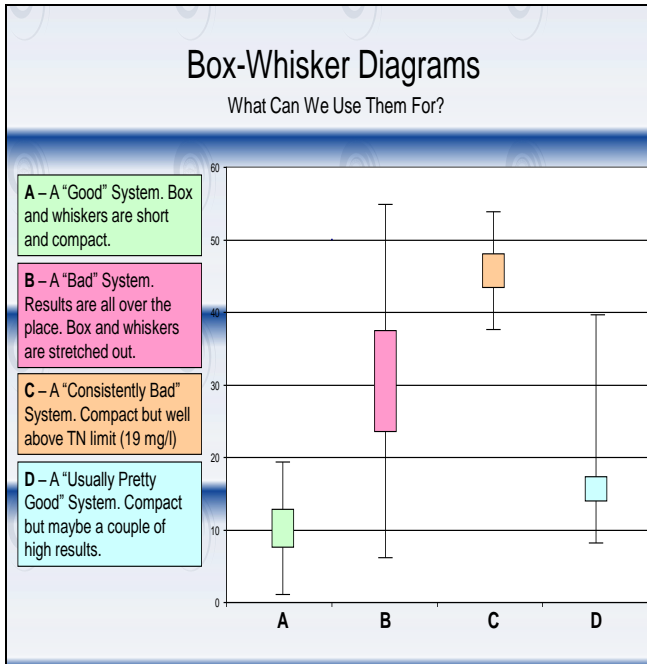 Box-Whisker Diagrams
What Can We Use Them For?
A – A “Good” System. Box
and whiskers are short
and compact.
B – A “Bad” System.
Results are all over the
place. Box and whiskers
are stretched out.
C – A “Consistently Bad”
System. Compact but well
above TN limit (19 mg/l)
D – A “Usually Pretty
Good” System. Compact
but maybe a couple of
high results.
60
50
40
30
20
10
0
A B C D